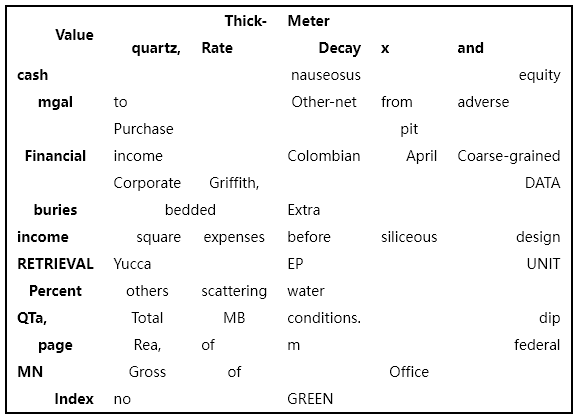 Thick- Meter
Value
quartz, Rate Decay x and
cash nauseosus equity
mgal to Other-net from adverse
Purchase pit
Financial income Colombian April Coarse-grained
Corporate Griffith, DATA
buries bedded Extra
income square expenses before siliceous design
RETRIEVAL Yucca EP UNIT
Percent others scattering water
QTa, Total MB conditions. dip
page Rea, of m federal
MN Gross of Office
Index no GREEN